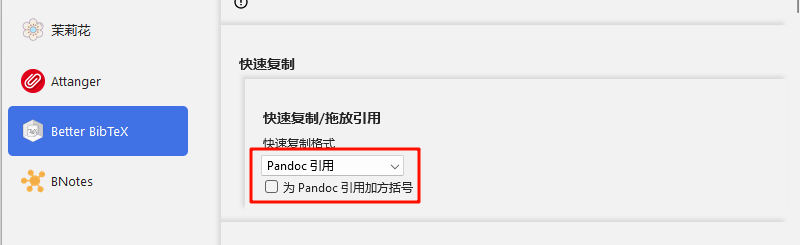 茉莉花
Attanger
Better BibTeX
BNotes
快速复制
快速复制/拖放引用
快速复制格式
Pandoc 引用
为 Pandoc 引用加方括号